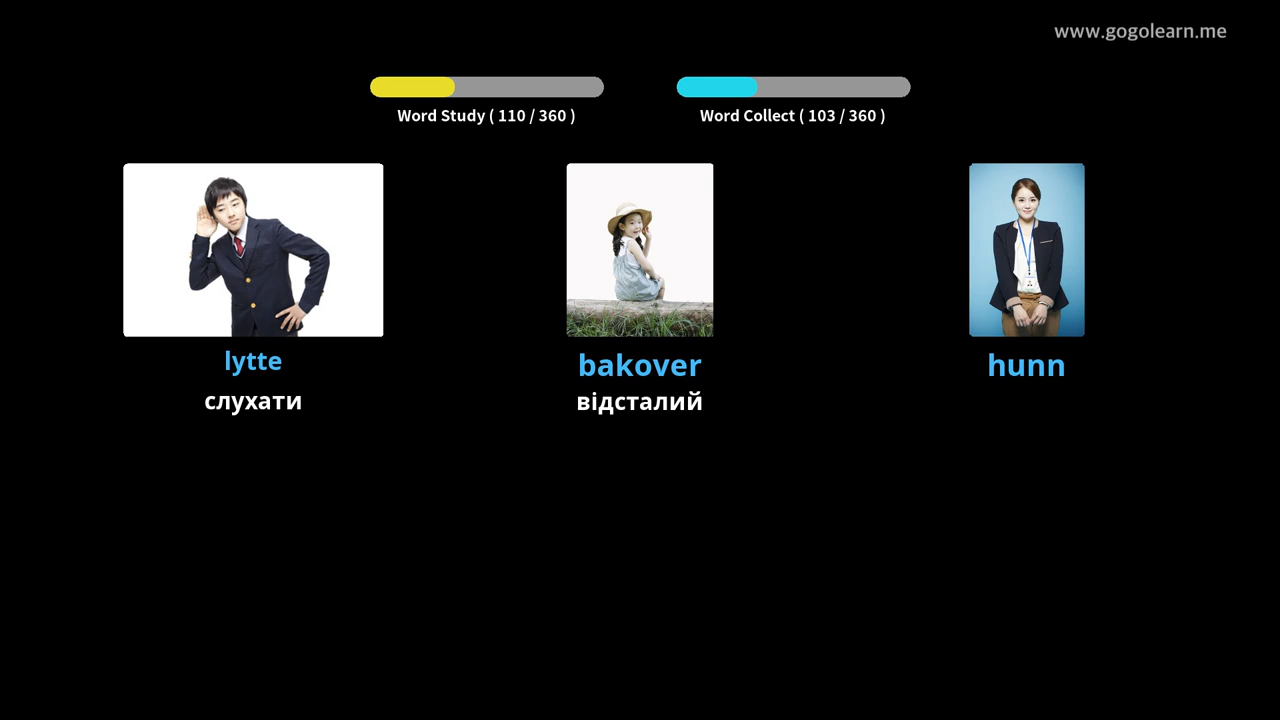 www.gogolearn.me
Word Study ( 110 / 360 )
Word Collect ( 103 / 360 )
lytte
слухати
bakover
відсталий
hunn